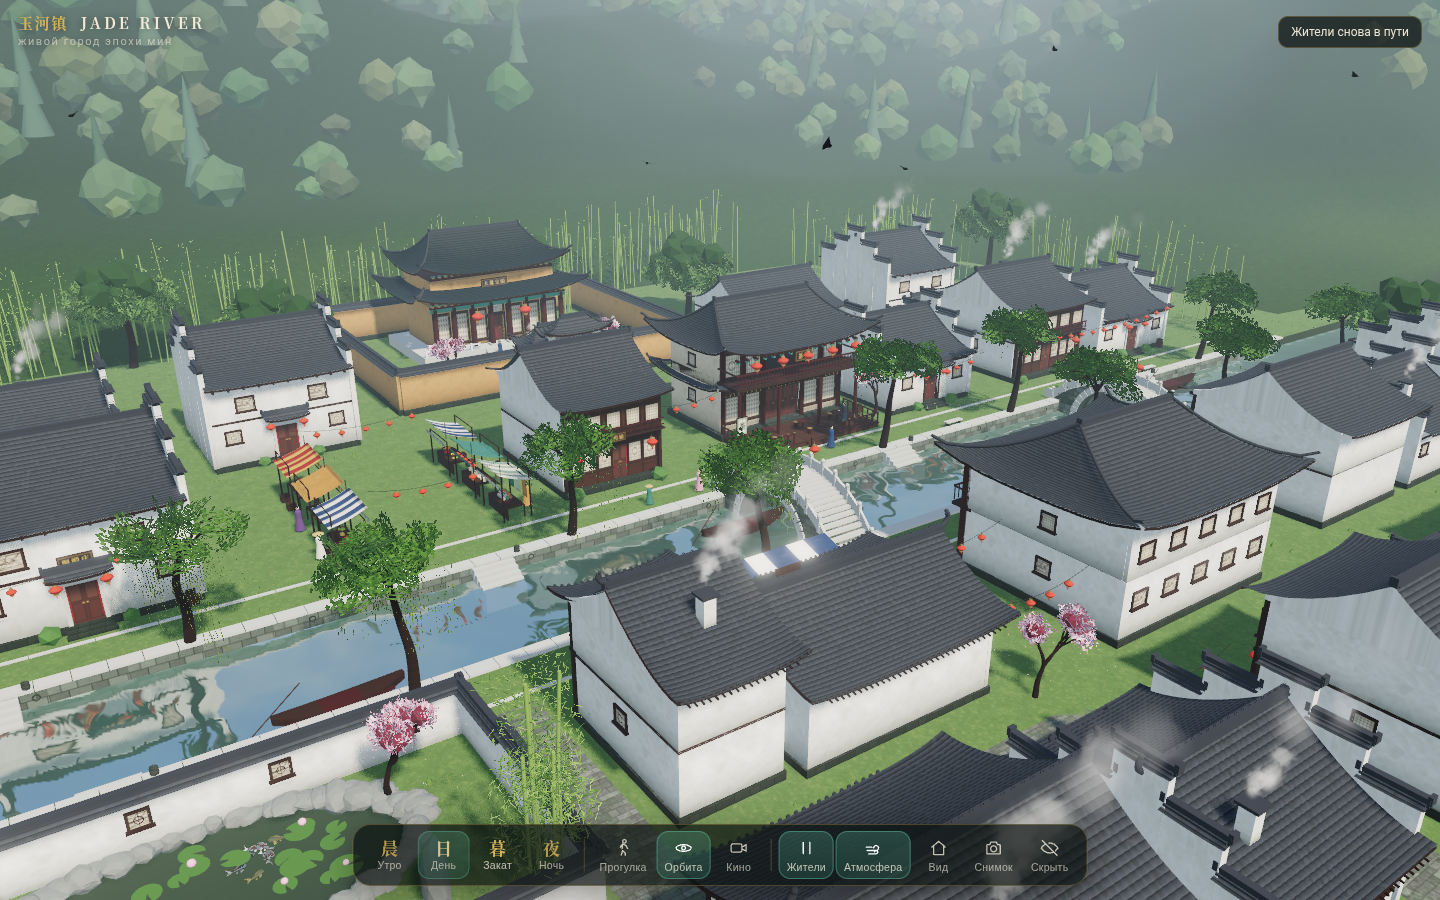 玉河镇 JADE RIVER
живой город эпохи мин
Жители снова в пути
晨 日 暮 夜
Утро День Закат Ночь Прогулка Орбита Кино Жители Атмосфера Вид Снимок Скрыть